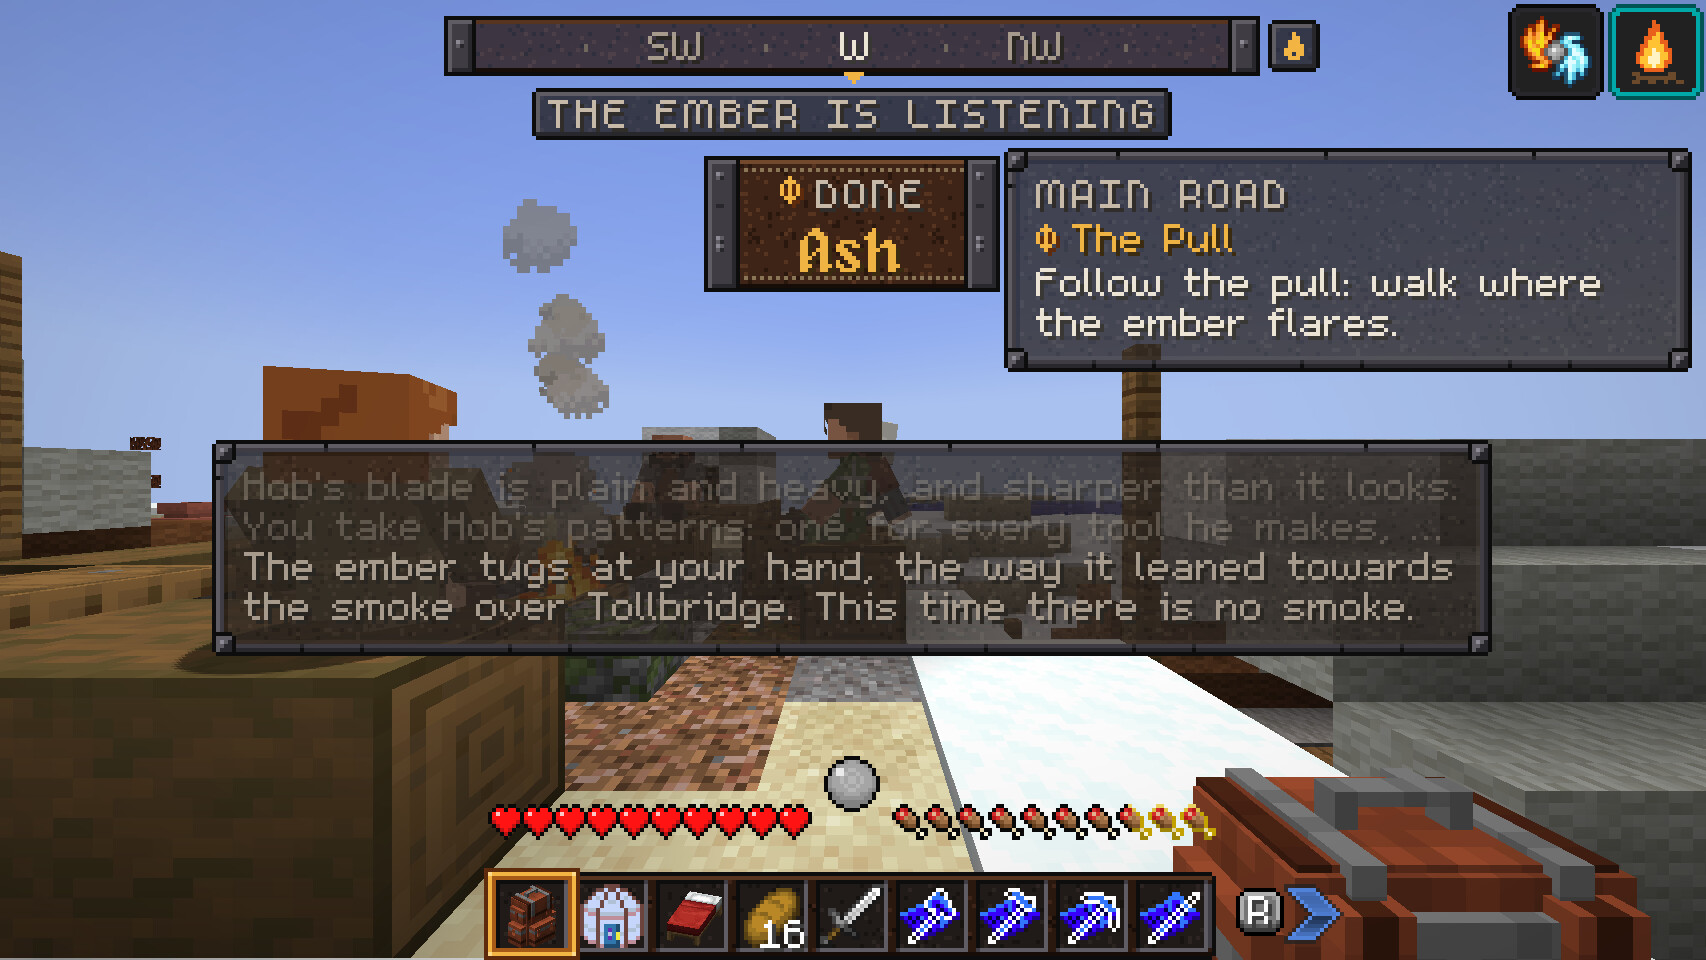 SW W NW
THE EMBER IS LISTENING
DONE
Ash
MAIN ROAD
The Pull
Follow the pull: walk where
the ember flares.
Hob's blade is plain and heavy, and sharper than it looks.
You take Hob's patterns: one for every tool he makes, ...
The ember tugs at your hand, the way it leaned towards
the smoke over Tollbridge. This time there is no smoke.
16
R